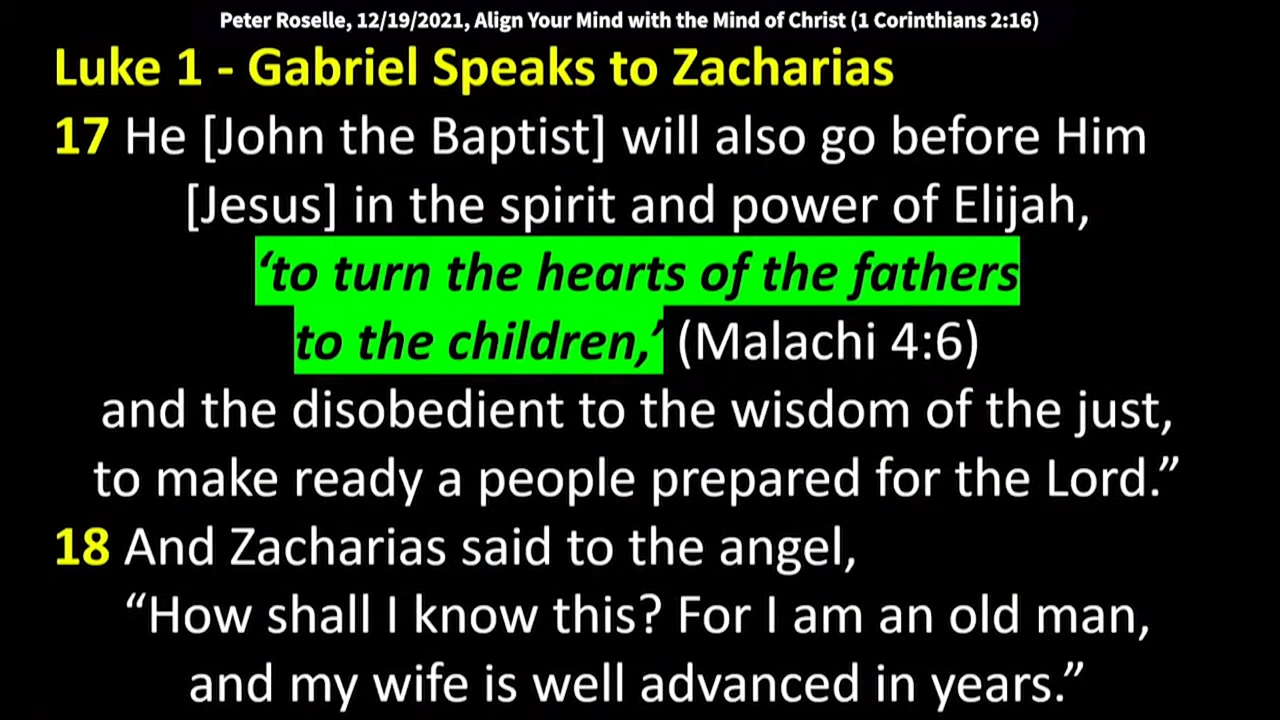 Peter Roselle, 12/19/2021, Align Your Mind with the Mind of Christ (1 Corinthians 2:16)
Luke 1 - Gabriel Speaks to Zacharias
17 He [John the Baptist] will also go before Him
[Jesus] in the spirit and power of Elijah,
‘to turn the hearts of the fathers
to the children,’ (Malachi 4:6)
and the disobedient to the wisdom of the just,
to make ready a people prepared for the Lord.”
18 And Zacharias said to the angel,
“How shall I know this? For I am an old man,
and my wife is well advanced in years.”